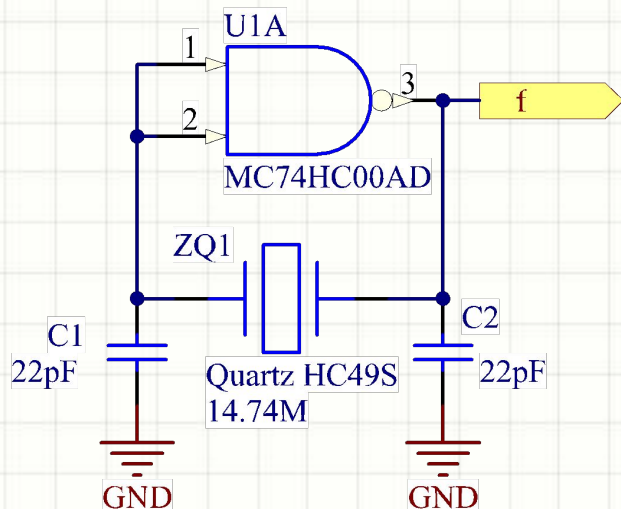 U1A
1
2
3
f
MC74HC00AD
ZQ1
C1
22pF
Quartz HC49S
14.74M
C2
22pF
GND
GND